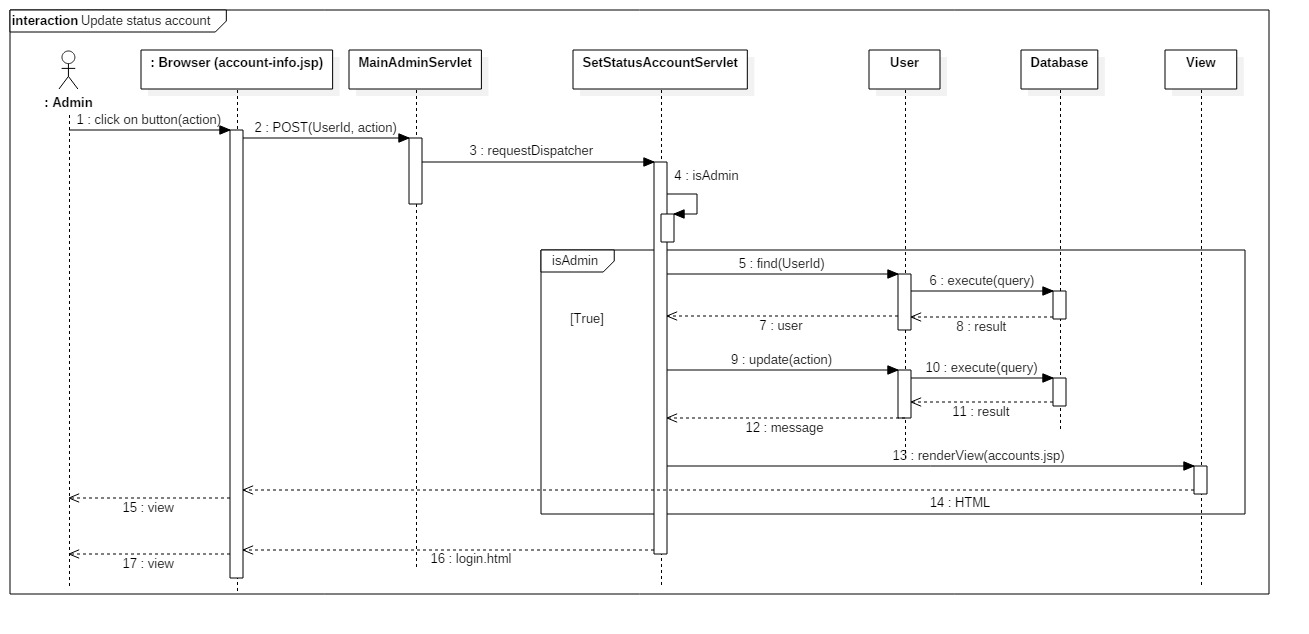 interaction Update status account
: Admin
: Browser (account-info.jsp)
MainAdminServlet
SetStatusAccountServlet
User
Database
View
1 : click on button(action)
2 : POST(UserId, action)
3 : requestDispatcher
4 : isAdmin
isAdmin
[True]
5 : find(UserId)
6 : execute(query)
7 : user
8 : result
9 : update(action)
10 : execute(query)
11 : result
12 : message
13 : renderView(accounts.jsp)
14 : HTML
15 : view
16 : login.html
17 : view